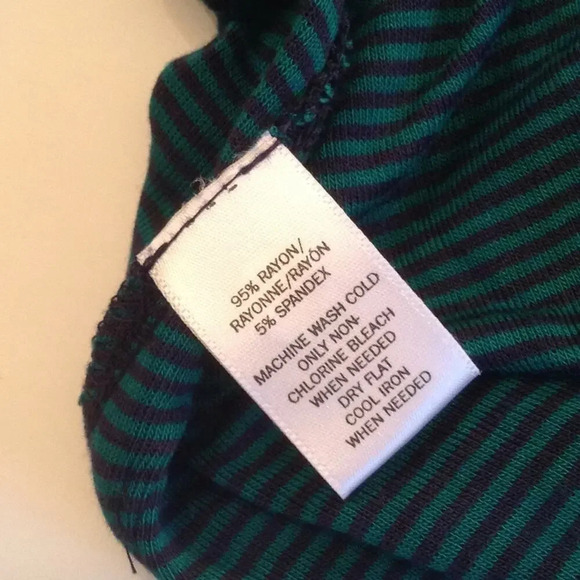 95% RAYON/
RAYONNE/RAYÓN
5% SPANDEX
MACHINE WASH COLD
ONLY NON-
CHLORINE BLEACH
WHEN NEEDED
DRY FLAT
COOL IRON
WHEN NEEDED